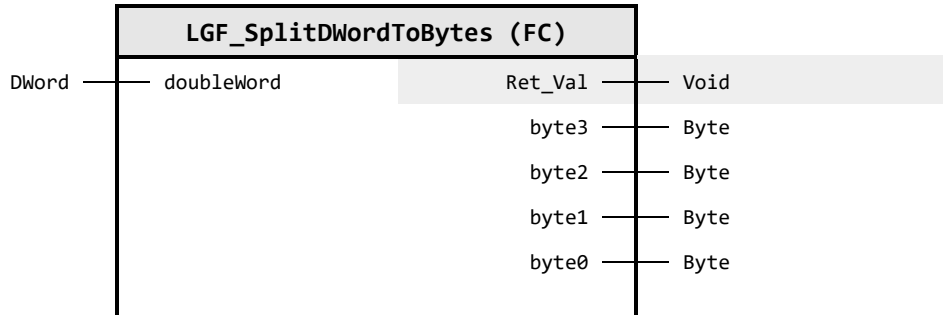 LGF_SplitDWordToBytes (FC)
DWord doubleWord Ret_Val Void
byte3 Byte
byte2 Byte
byte1 Byte
byte0 Byte